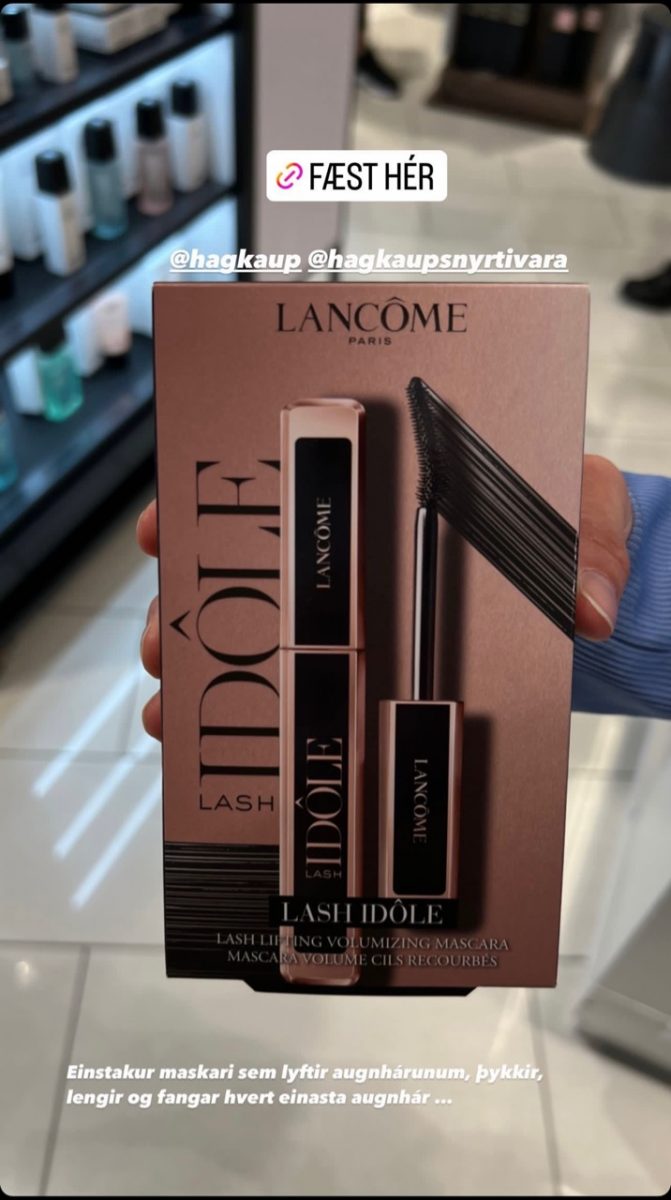 FÆST HÉR
@hagkaup @hagkaupsnyrtivara
LANCÔME
PARIS
LANCÔME
IDÔLE
LASH
LANCÔME
IDÔLE
LASH
LASH IDÔLE
LASH LIFTING VOLUMIZING MASCARA
MASCARA VOLUME CILS RECOURBÉS
Einstakur maskari sem lyftir augnhárunum, þykkir,
lengir og fangar hvert einasta augnhár ...